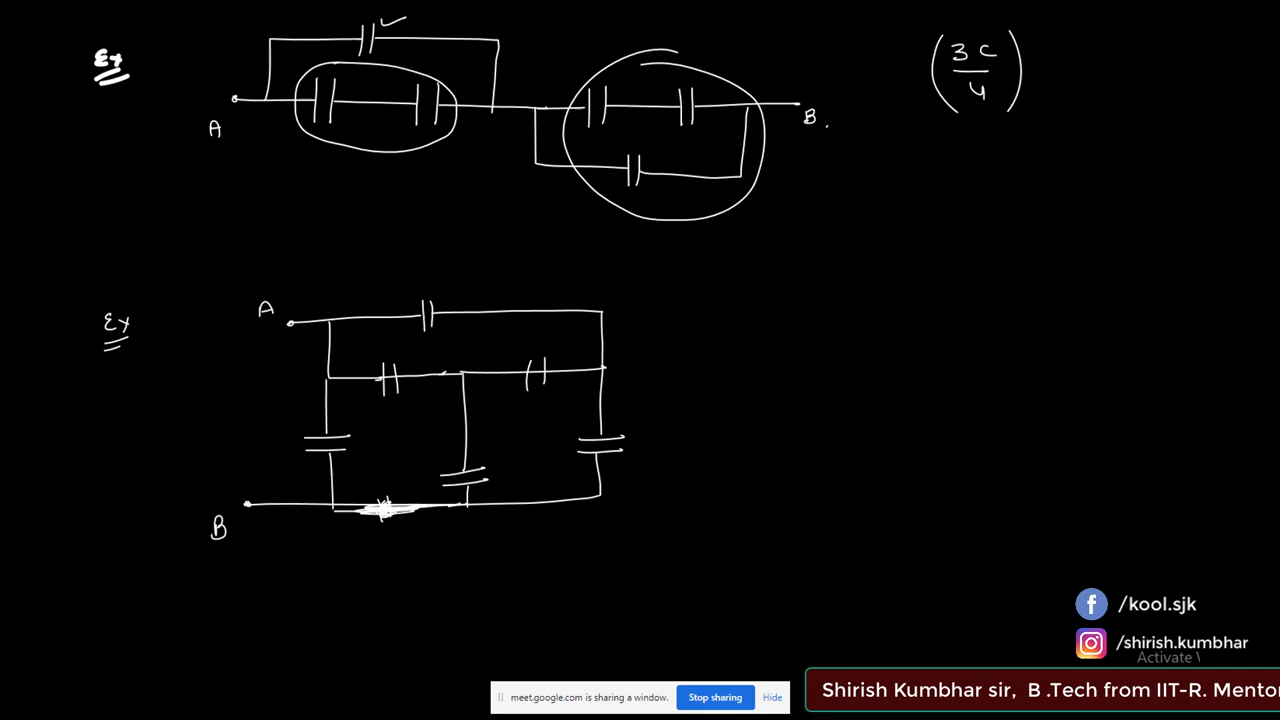 Ex
A
B.
(3C/4)
Ex
A
B
/kool.sjk
/shirish.kumbhar
Activate \
meet.google.com is sharing a window. Stop sharing Hide
Shirish Kumbhar sir, B .Tech from IIT-R. Mentor